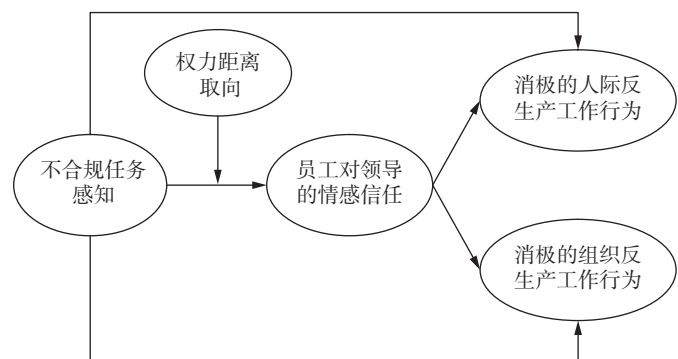 权力距离
取向
消极的人际反
生产工作行为
不合规任务
感知
员工对领导
的情感信任
消极的组织反
生产工作行为